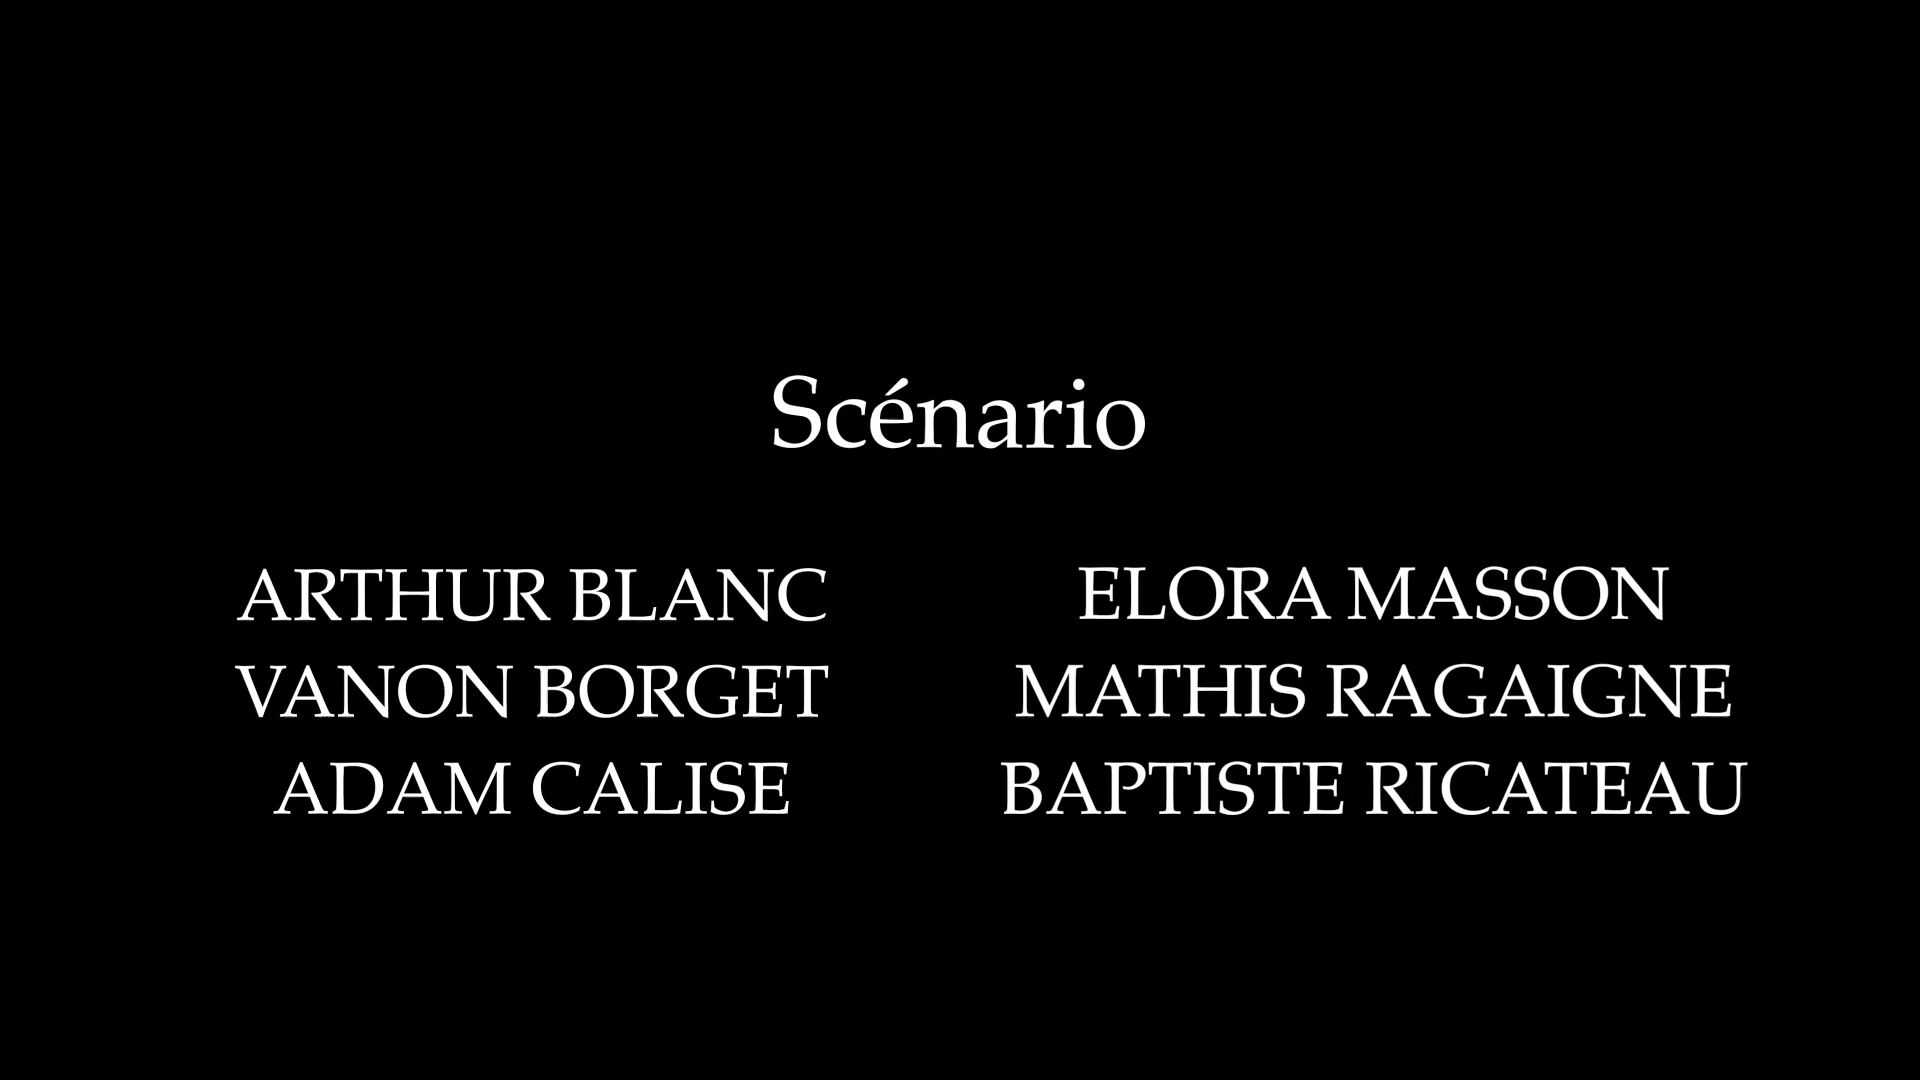 Scénario
ARTHUR BLANC
VANON BORGET
ADAM CALISE
ELORA MASSON
MATHIS RAGAIGNE
BAPTISTE RICATEAU